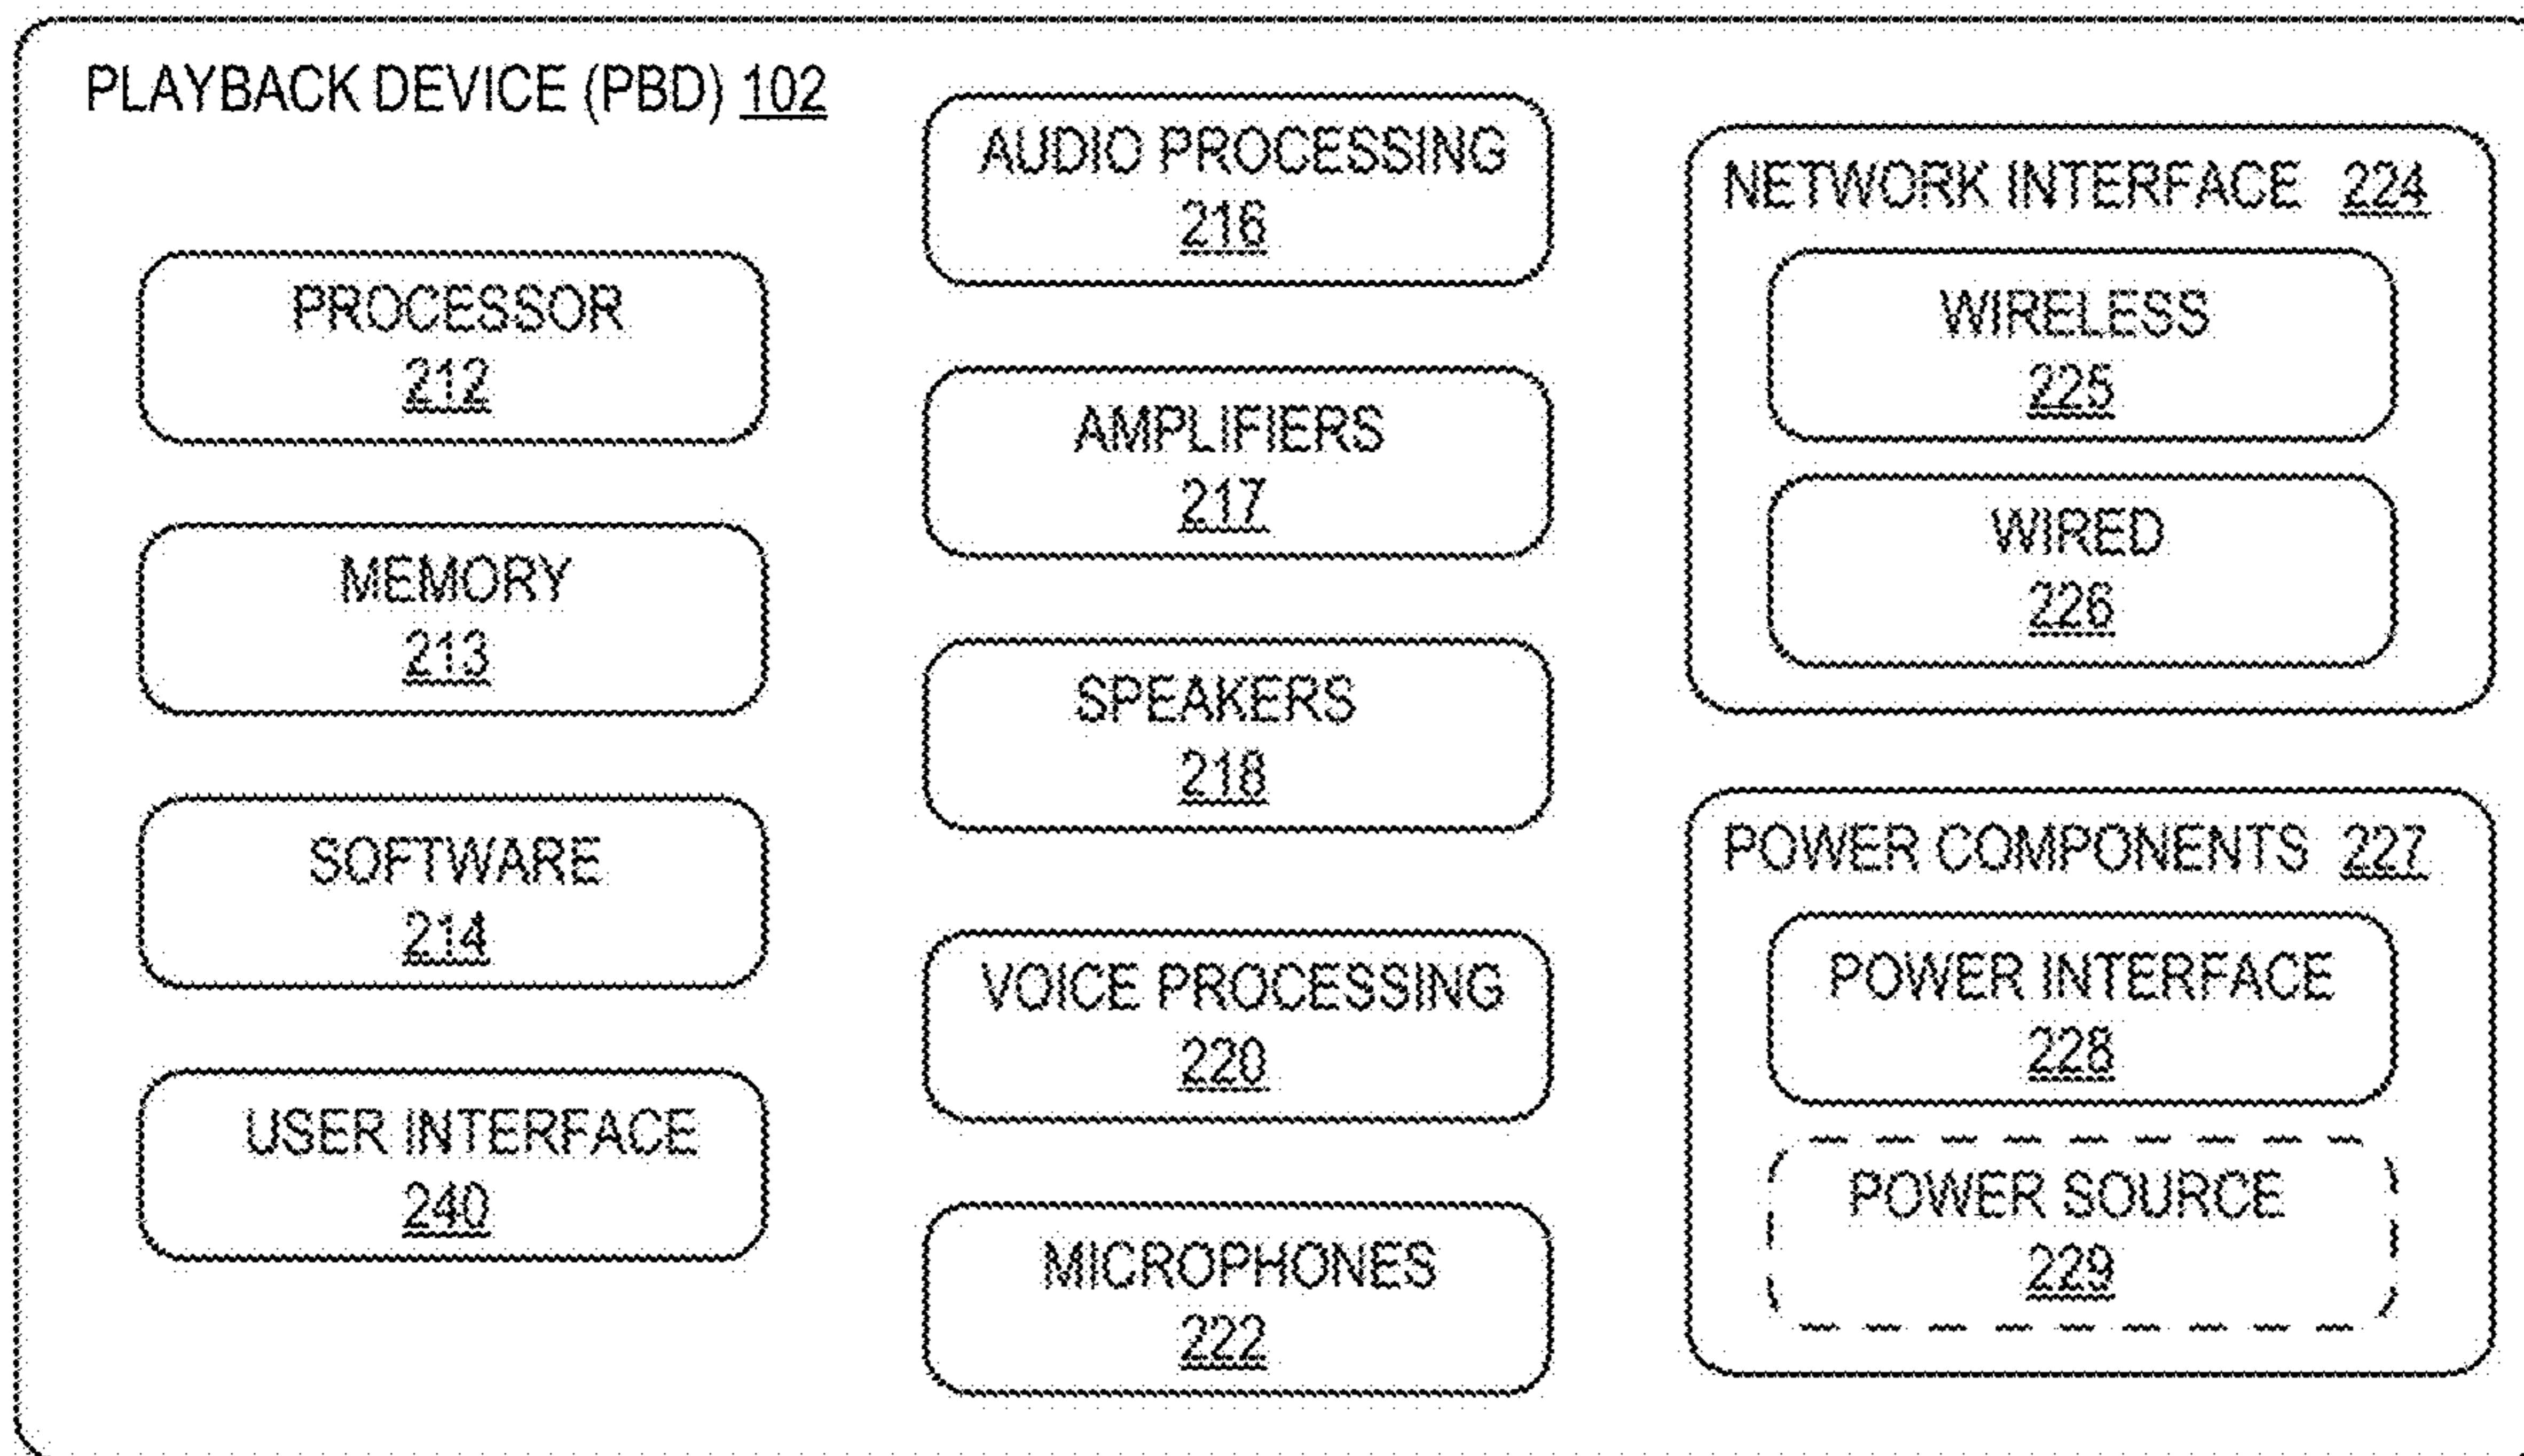 PLAYBACK DEVICE (PBD) 102
PROCESSOR
212
MEMORY
213
SOFTWARE
214
USER INTERFACE
240
AUDIO PROCESSING
216
AMPLIFIERS
217
SPEAKERS
218
VOICE PROCESSING
220
MICROPHONES
222
NETWORK INTERFACE 224
WIRELESS
225
WIRED
226
POWER COMPONENTS 227
POWER INTERFACE
228
POWER SOURCE
229